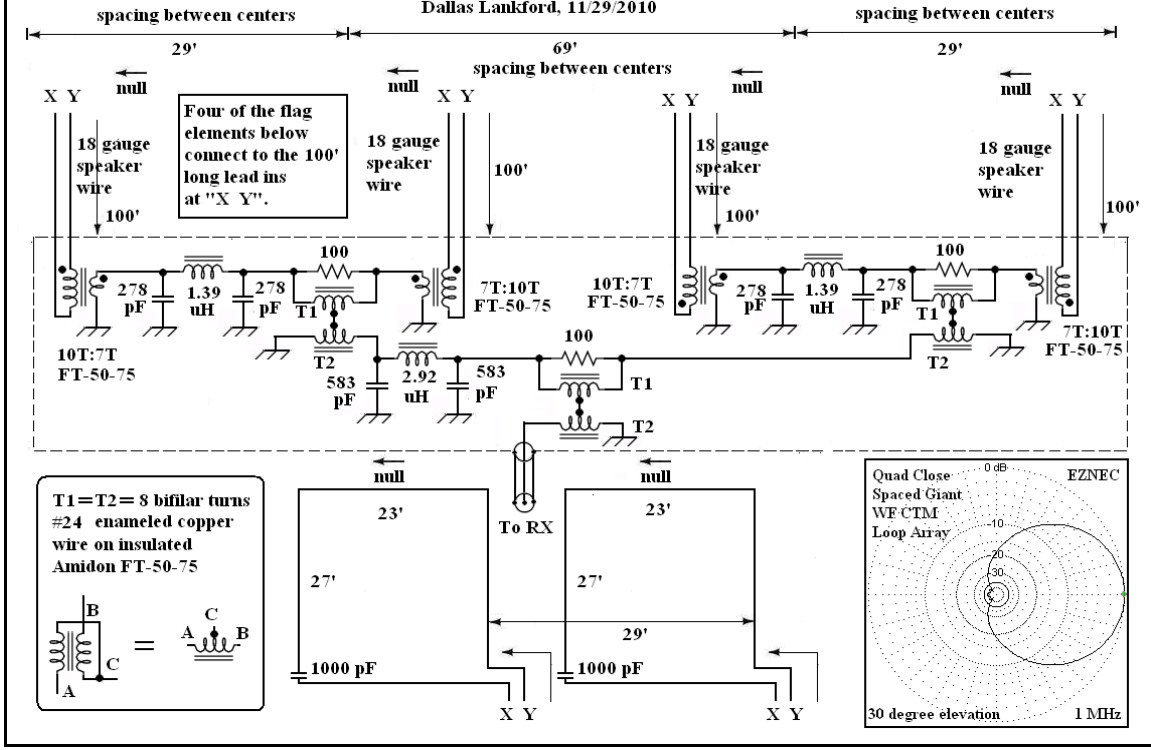 Dallas Lankford, 11/29/2010
spacing between centers
spacing between centers
29'
69'
29'
spacing between centers
null
null
null
null
X Y
X Y
X Y
X Y
Four of the flag
elements below
connect to the 100'
long lead ins
at "X Y".
18 gauge
speaker
wire
100'
18 gauge
speaker
wire
100'
18 gauge
speaker
wire
100'
18 gauge
speaker
wire
100'
278
pF
1.39
uH
278
pF
100
T1
T2
10T:7T
FT-50-75
7T:10T
FT-50-75
10T:7T
FT-50-75
278
pF
1.39
uH
278
pF
100
T1
T2
7T:10T
FT-50-75
583
pF
2.92
uH
583
pF
100
T1
T2
To RX
T1=T2= 8 bifilar turns
#24 enameled copper
wire on insulated
Amidon FT-50-75
B
C
A
=
C
A B
null
23'
27'
1000 pF
X Y
null
23'
27'
29'
1000 pF
X Y
Quad Close
Spaced Giant
WF CTM
Loop Array
0 dB
EZNEC
-10
-20
-30
30 degree elevation
1 MHz